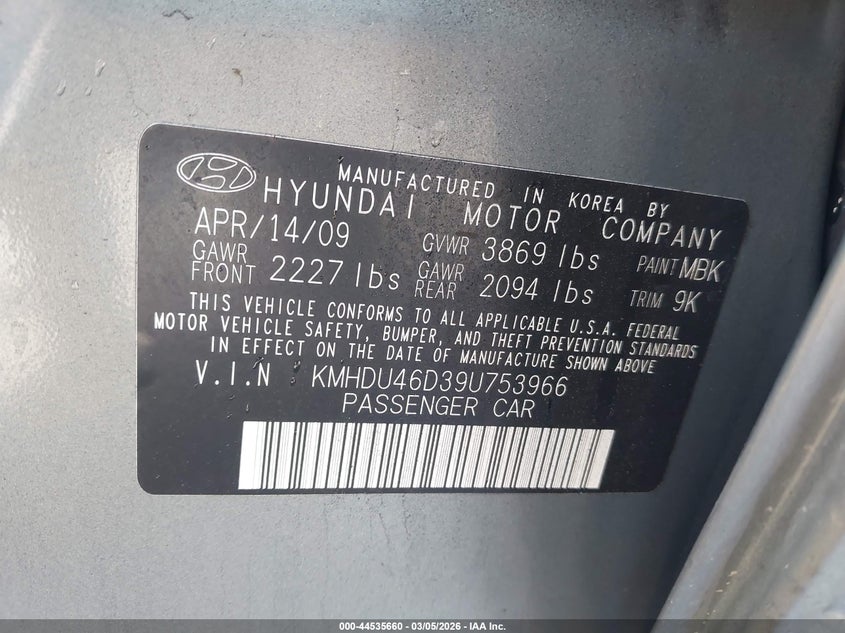 MANUFACTURED IN KOREA BY
HYUNDAI MOTOR COMPANY
APR/14/09 GVWR 3869 lbs PAINT MBK
GAWR FRONT 2227 lbs GAWR REAR 2094 lbs TRIM 9K
THIS VEHICLE CONFORMS TO ALL APPLICABLE U.S.A. FEDERAL
MOTOR VEHICLE SAFETY, BUMPER, AND THEFT PREVENTION STANDARDS
IN EFFECT ON THE DATE OF MANUFACTURE SHOWN ABOVE
V.I.N KMHDU46D39U753966
PASSENGER CAR
000-44535660 - 03/05/2026 - IAA Inc.